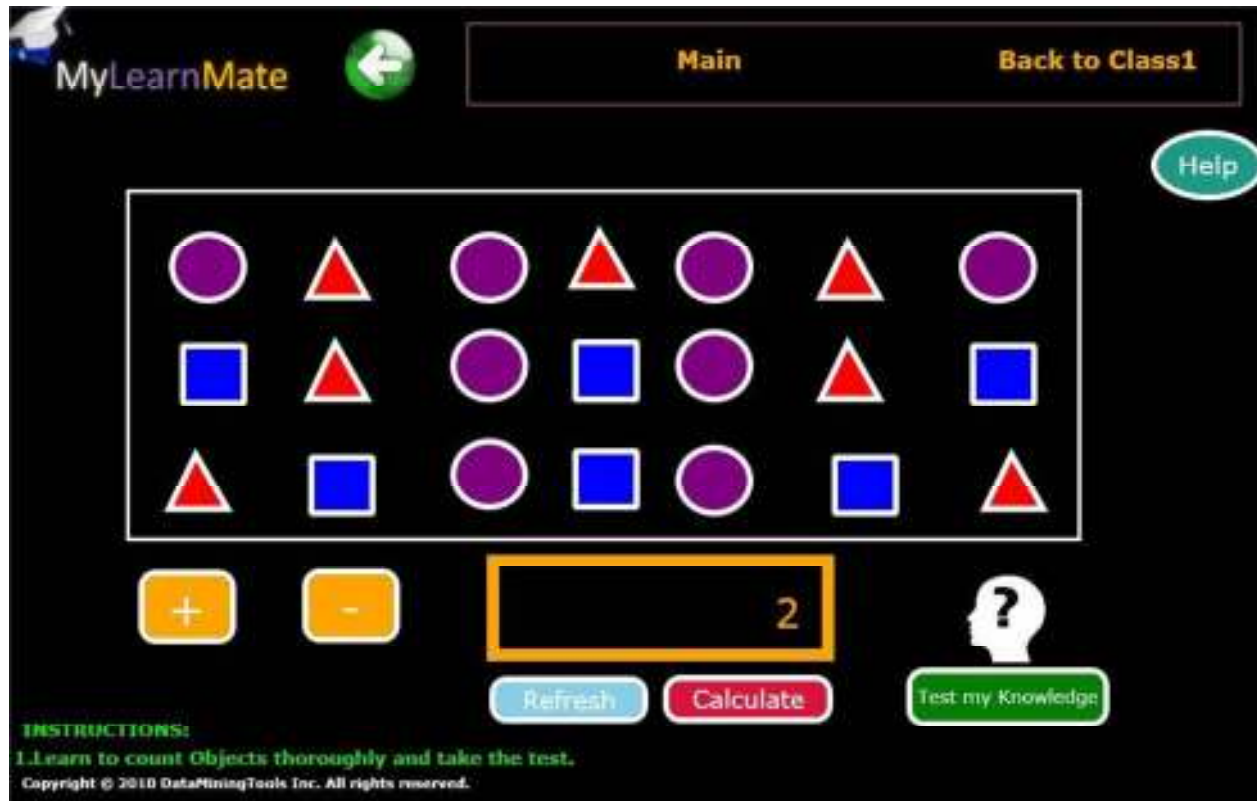 MyLearnMate
Main
Back to Class1
Help
+
-
2
?
Refresh
Calculate
Test my Knowledge
INSTRUCTIONS:
1.Learn to count Objects thoroughly and take the test.
Copyright © 2010 DataMiningTools Inc. All rights reserved.